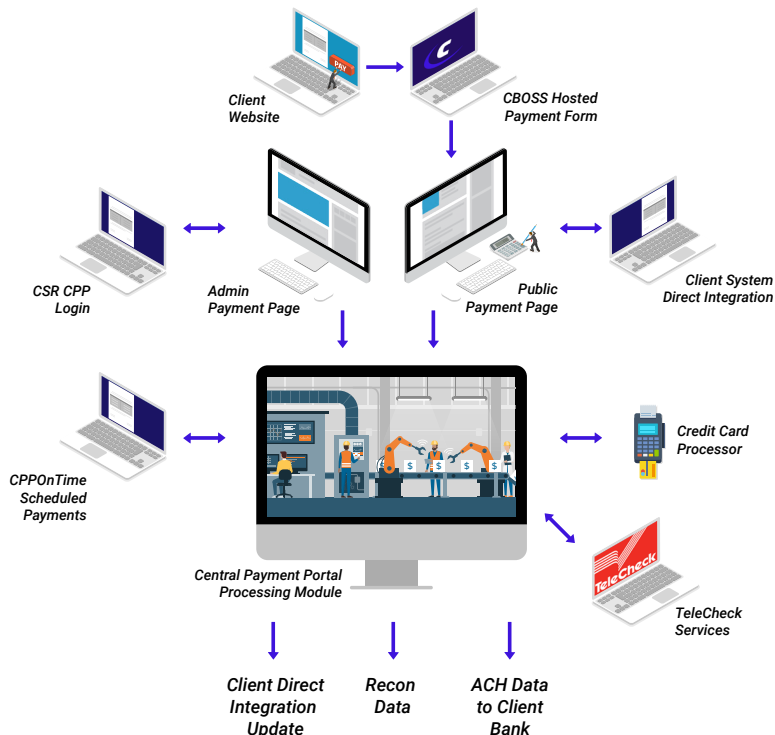 PAY
C
Client
Website
CBOSS Hosted
Payment Form
CSR CPP
Login
Admin
Payment Page
Public
Payment Page
Client System
Direct Integration
CPPOnTime
Scheduled
Payments
$ $ $ $
Credit Card
Processor
Central Payment Portal
Processing Module
TeleCheck
TeleCheck
Services
Client Direct
Integration
Update
Recon
Data
ACH Data
to Client
Bank